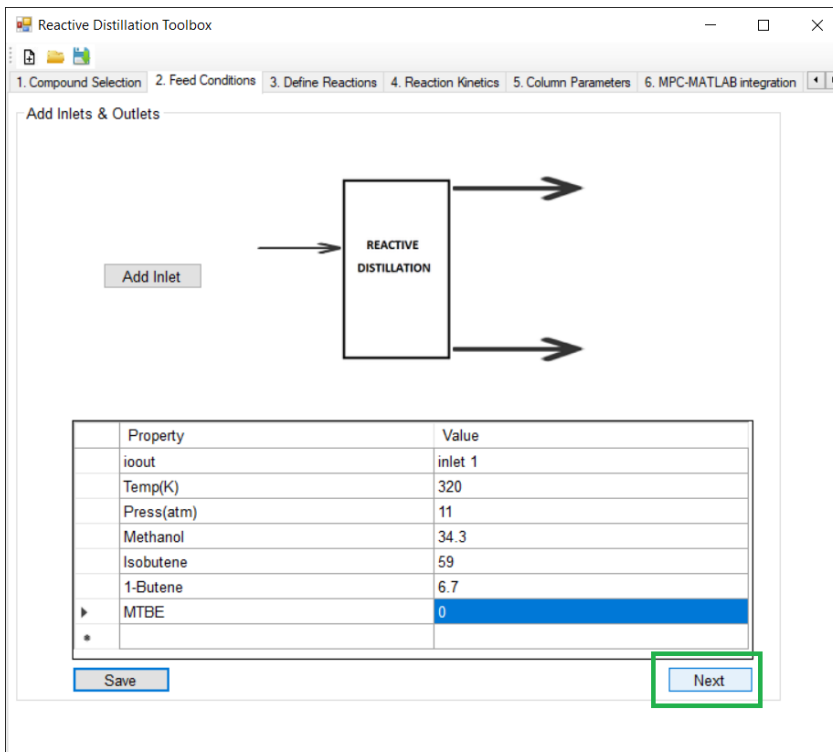 Reactive Distillation Toolbox
1. Compound Selection 2. Feed Conditions 3. Define Reactions 4. Reaction Kinetics 5. Column Parameters 6. MPC-MATLAB integration
Add Inlets & Outlets
REACTIVE
DISTILLATION
Add Inlet
Property Value
ioout inlet 1
Temp(K) 320
Press(atm) 11
Methanol 34.3
Isobutene 59
1-Butene 6.7
MTBE 0
Save Next